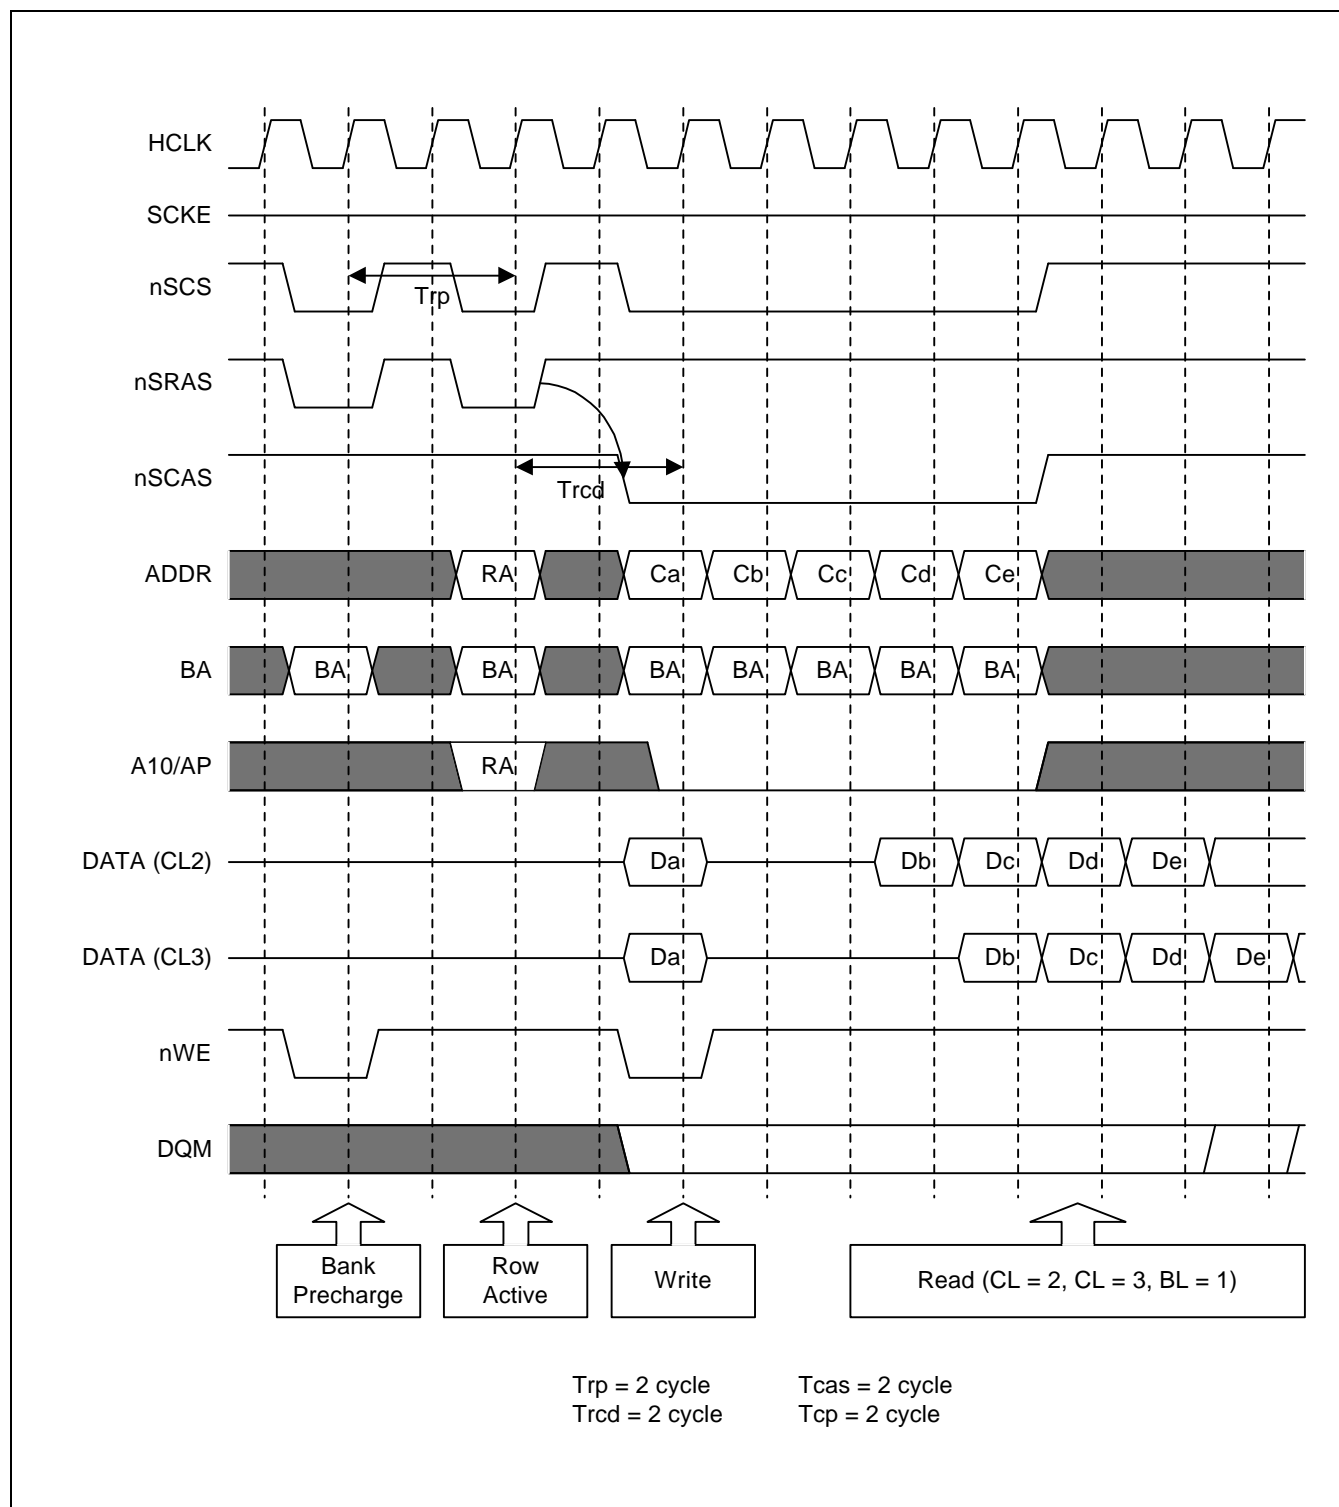 HCLK
SCKE
nSCS
Trp
nSRAS
nSCAS
Trcd
ADDR RA Ca Cb Cc Cd Ce
BA BA BA BA BA BA BA BA
A10/AP RA
DATA (CL2) Da Db Dc Dd De
DATA (CL3) Da Db Dc Dd De
nWE
DQM
Bank
Precharge
Row
Active
Write
Read (CL = 2, CL = 3, BL = 1)
Trp = 2 cycle Tcas = 2 cycle
Trcd = 2 cycle Tcp = 2 cycle